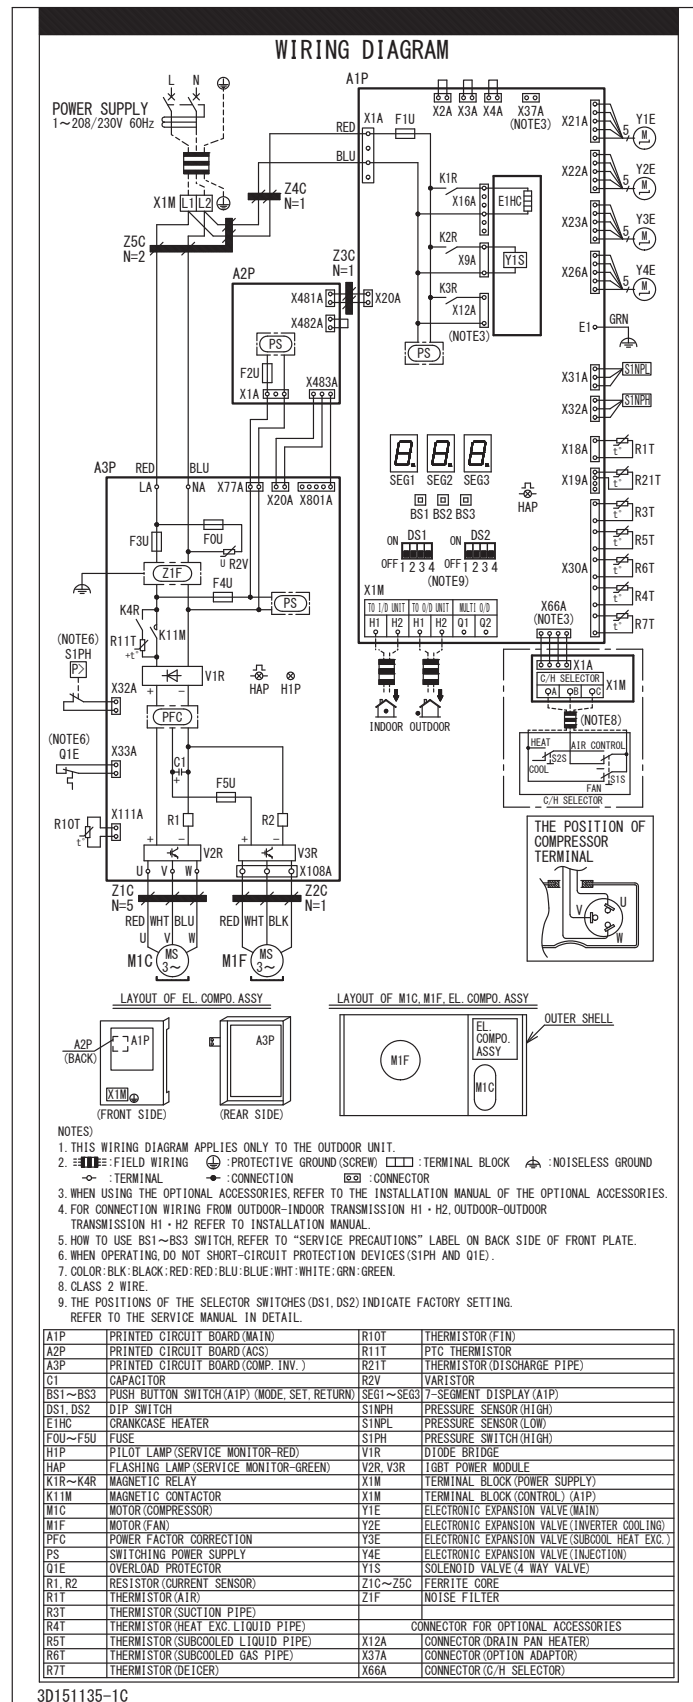 WIRING DIAGRAM
L N
POWER SUPPLY
1~208/230V 60Hz
X1M L1 L2
Z5C
N=2
Z4C
N=1
RED
BLU
A1P
X1A
F1U
X2A X3A X4A X37A
(NOTE3)
X21A 5 M Y1E
X22A 5 M Y2E
X23A 5 M Y3E
X26A 5 M Y4E
K1R
X16A
E1HC
K2R
X9A
Y1S
K3R
X12A
(NOTE3)
PS
E1 GRN
X31A S1NPL
X32A S1NPH
X18A t° R1T
X19A t° R21T
X30A
t° R3T
t° R5T
t° R6T
t° R4T
t° R7T
Z3C
N=1
A2P
X481A X20A
X482A
PS
F2U
X1A
X483A
SEG1 SEG2 SEG3
BS1 BS2 BS3
HAP
ON DS1
OFF 1 2 3 4
ON DS2
OFF 1 2 3 4
(NOTE9)
X1M
TO I/D UNIT TO O/D UNIT MULTI O/D
H1 H2 H1 H2 Q1 Q2
INDOOR OUTDOOR
X66A
(NOTE3)
X1A
C/H SELECTOR
A B C X1M
(NOTE8)
HEAT AIR CONTROL
S2S
COOL
S1S
FAN
C/H SELECTOR
A3P RED BLU
LA NA
X77A X20A X801A
F3U
F0U
U R2V
Z1F
F4U
PS
K4R
K11M
R11T
+t°
(NOTE6)
S1PH
P>
X32A
+ -
V1R
HAP H1P
PFC
(NOTE6)
Q1E
X33A
C1
+
F5U
R1 R2
R10T
t°
X111A
+ - V2R
+ - V3R
U V W
X108A
Z1C
N=5
Z2C
N=1
RED WHT BLU
U V W
RED WHT BLK
M1C MS 3~
M1F MS 3~
THE POSITION OF
COMPRESSOR
TERMINAL
V U W
LAYOUT OF EL. COMPO. ASSY
A2P
(BACK)
A1P
X1M
(FRONT SIDE)
A3P
(REAR SIDE)
LAYOUT OF M1C, M1F, EL. COMPO. ASSY
M1F
EL.
COMPO.
ASSY
M1C
OUTER SHELL
NOTES)
1. THIS WIRING DIAGRAM APPLIES ONLY TO THE OUTDOOR UNIT.
2. :FIELD WIRING :PROTECTIVE GROUND(SCREW) :TERMINAL BLOCK :NOISELESS GROUND
:TERMINAL :CONNECTION :CONNECTOR
3. WHEN USING THE OPTIONAL ACCESSORIES, REFER TO THE INSTALLATION MANUAL OF THE OPTIONAL ACCESSORIES.
4. FOR CONNECTION WIRING FROM OUTDOOR-INDOOR TRANSMISSION H1・H2, OUTDOOR-OUTDOOR
TRANSMISSION H1・H2 REFER TO INSTALLATION MANUAL.
5. HOW TO USE BS1~BS3 SWITCH, REFER TO “SERVICE PRECAUTIONS” LABEL ON BACK SIDE OF FRONT PLATE.
6. WHEN OPERATING, DO NOT SHORT-CIRCUIT PROTECTION DEVICES(S1PH AND Q1E).
7. COLOR:BLK:BLACK;RED:RED;BLU:BLUE;WHT:WHITE;GRN:GREEN.
8. CLASS 2 WIRE.
9. THE POSITIONS OF THE SELECTOR SWITCHES(DS1, DS2) INDICATE FACTORY SETTING.
REFER TO THE SERVICE MANUAL IN DETAIL.
A1P PRINTED CIRCUIT BOARD(MAIN) R10T THERMISTOR(FIN)
A2P PRINTED CIRCUIT BOARD(ACS) R11T PTC THERMISTOR
A3P PRINTED CIRCUIT BOARD(COMP. INV.) R21T THERMISTOR(DISCHARGE PIPE)
C1 CAPACITOR R2V VARISTOR
BS1~BS3 PUSH BUTTON SWITCH(A1P)(MODE, SET, RETURN) SEG1~SEG3 7-SEGMENT DISPLAY(A1P)
DS1, DS2 DIP SWITCH S1NPH PRESSURE SENSOR(HIGH)
E1HC CRANKCASE HEATER S1NPL PRESSURE SENSOR(LOW)
F0U~F5U FUSE S1PH PRESSURE SWITCH(HIGH)
H1P PILOT LAMP(SERVICE MONITOR-RED) V1R DIODE BRIDGE
HAP FLASHING LAMP(SERVICE MONITOR-GREEN) V2R, V3R IGBT POWER MODULE
K1R~K4R MAGNETIC RELAY X1M TERMINAL BLOCK(POWER SUPPLY)
K11M MAGNETIC CONTACTOR X1M TERMINAL BLOCK(CONTROL)(A1P)
M1C MOTOR(COMPRESSOR) Y1E ELECTRONIC EXPANSION VALVE(MAIN)
M1F MOTOR(FAN) Y2E ELECTRONIC EXPANSION VALVE(INVERTER COOLING)
PFC POWER FACTOR CORRECTION Y3E ELECTRONIC EXPANSION VALVE(SUBCOOL HEAT EXC.)
PS SWITCHING POWER SUPPLY Y4E ELECTRONIC EXPANSION VALVE(INJECTION)
Q1E OVERLOAD PROTECTOR Y1S SOLENOID VALVE(4 WAY VALVE)
R1, R2 RESISTOR(CURRENT SENSOR) Z1C~Z5C FERRITE CORE
R1T THERMISTOR(AIR) Z1F NOISE FILTER
R3T THERMISTOR(SUCTION PIPE)
R4T THERMISTOR(HEAT EXC. LIQUID PIPE) CONNECTOR FOR OPTIONAL ACCESSORIES
R5T THERMISTOR(SUBCOOLED LIQUID PIPE) X12A CONNECTOR(DRAIN PAN HEATER)
R6T THERMISTOR(SUBCOOLED GAS PIPE) X37A CONNECTOR(OPTION ADAPTOR)
R7T THERMISTOR(DEICER) X66A CONNECTOR(C/H SELECTOR)
3D151135-1C